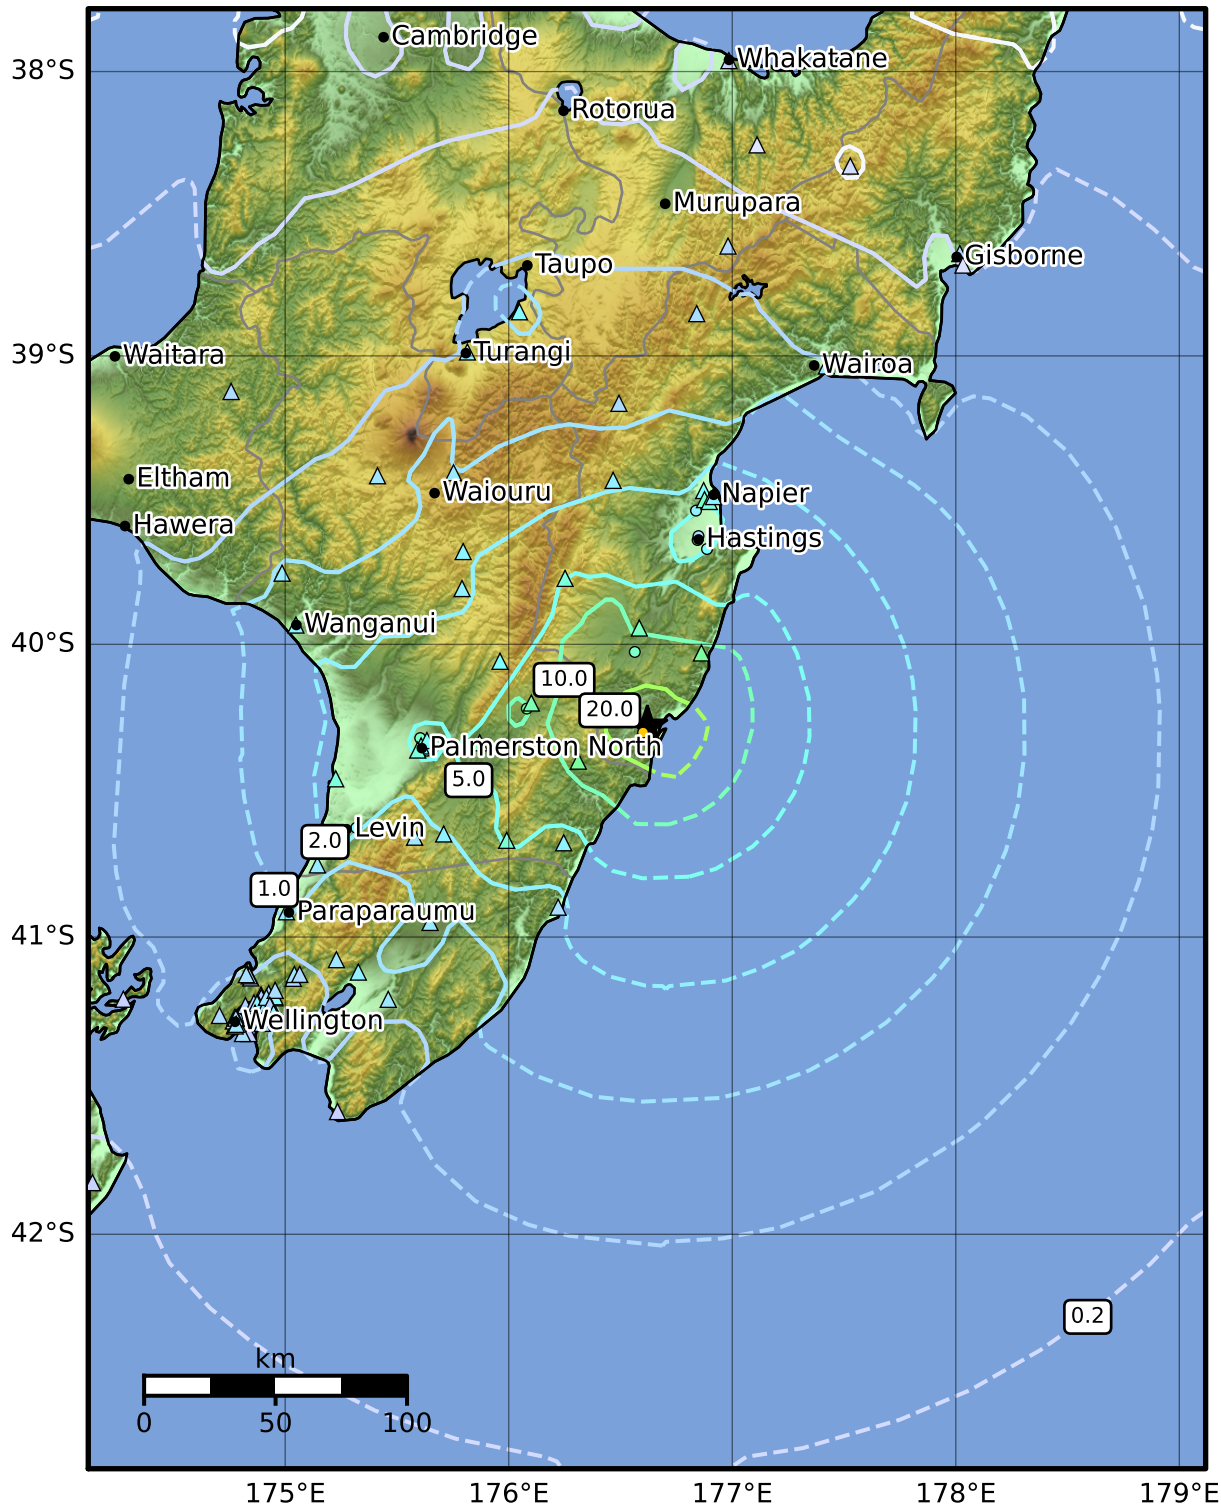 Cambridge
Whakatane
38°S
Rotorua
Murupara
Gisborne
Taupo
Waitara
39°S
Turangi
Wairoa
Eltham
Waiouru
Napier
Hawera
Hastings
Wanganui
40°S
10.0
20.0
Palmerston North
5.0
Levin
2.0
1.0
Paraparaumu
41°S
Wellington
42°S
0.2
km
0 50 100
175°E 176°E 177°E 178°E 179°E